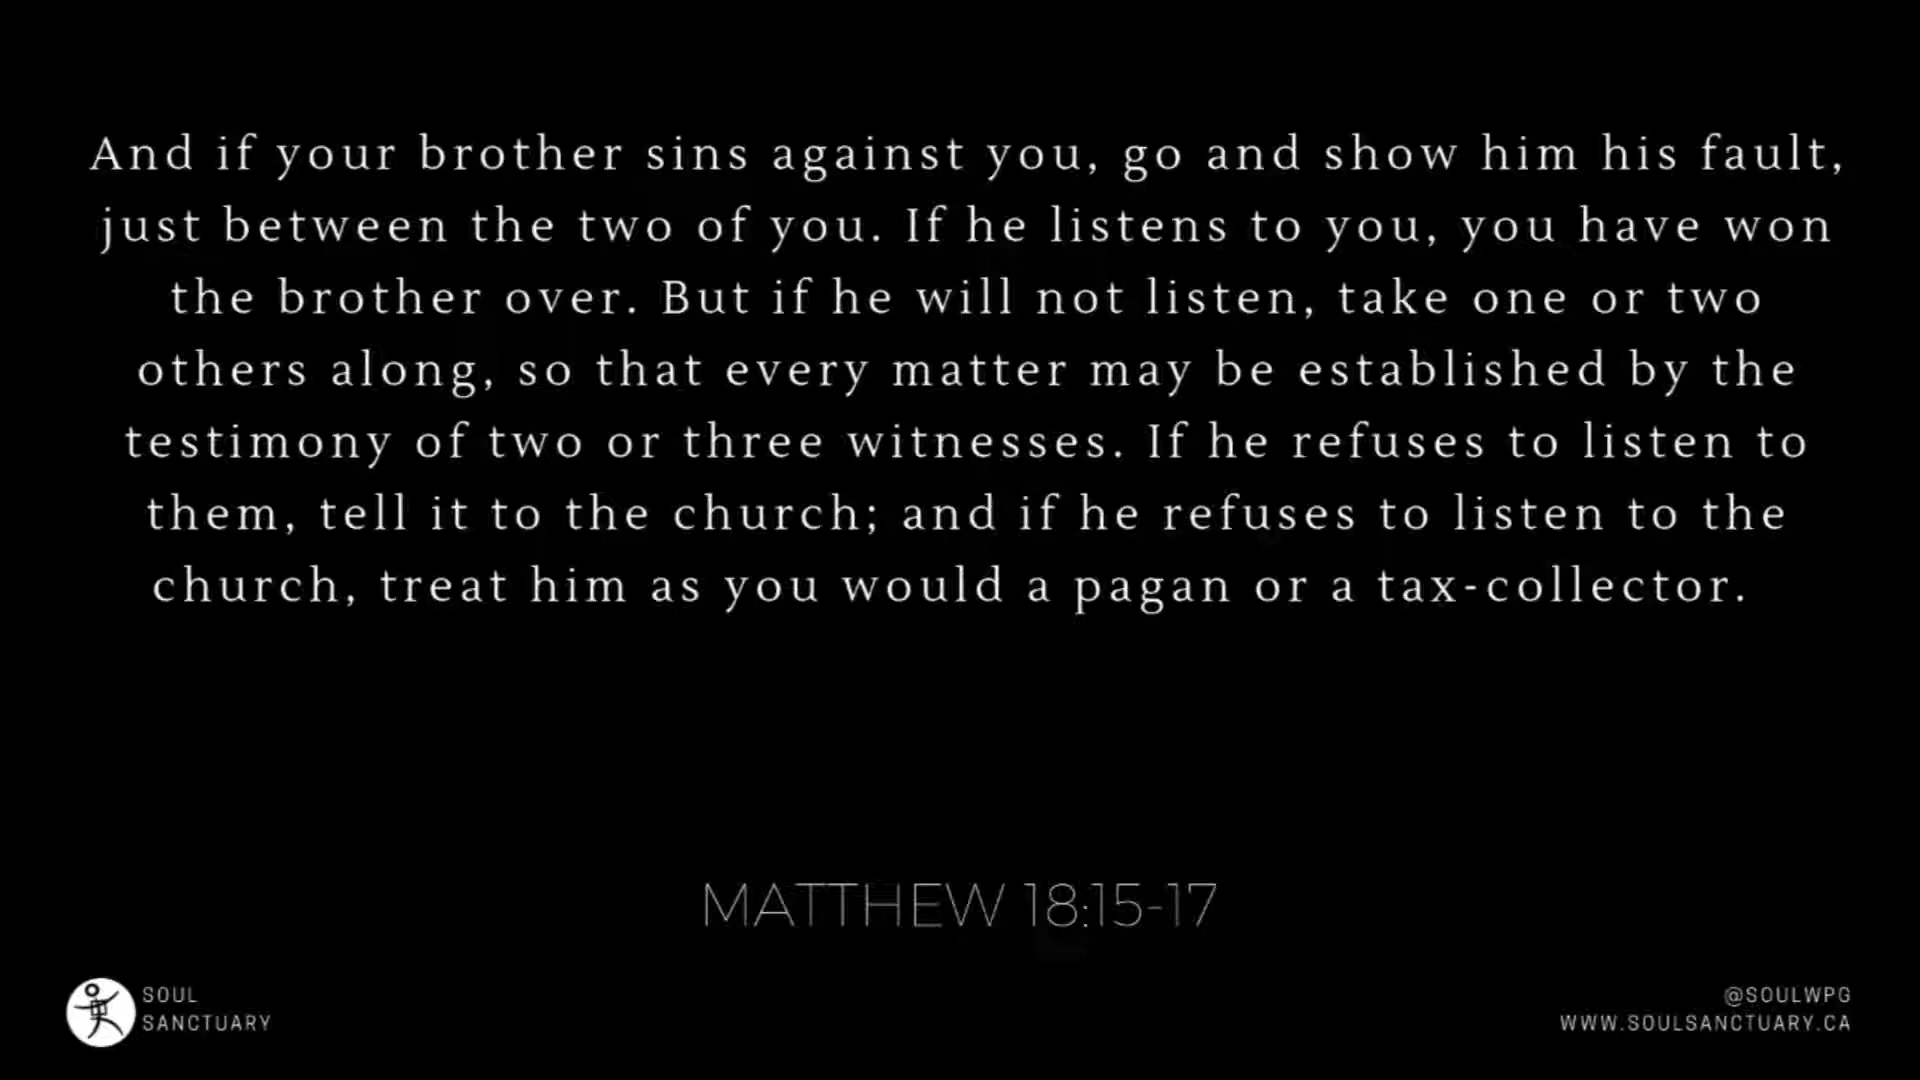 And if your brother sins against you, go and show him his fault,
just between the two of you. If he listens to you, you have won
the brother over. But if he will not listen, take one or two
others along, so that every matter may be established by the
testimony of two or three witnesses. If he refuses to listen to
them, tell it to the church; and if he refuses to listen to the
church, treat him as you would a pagan or a tax-collector.
MATTHEW 18:15-17
SOUL
SANCTUARY
@SOULWPG
WWW.SOULSANCTUARY.CA